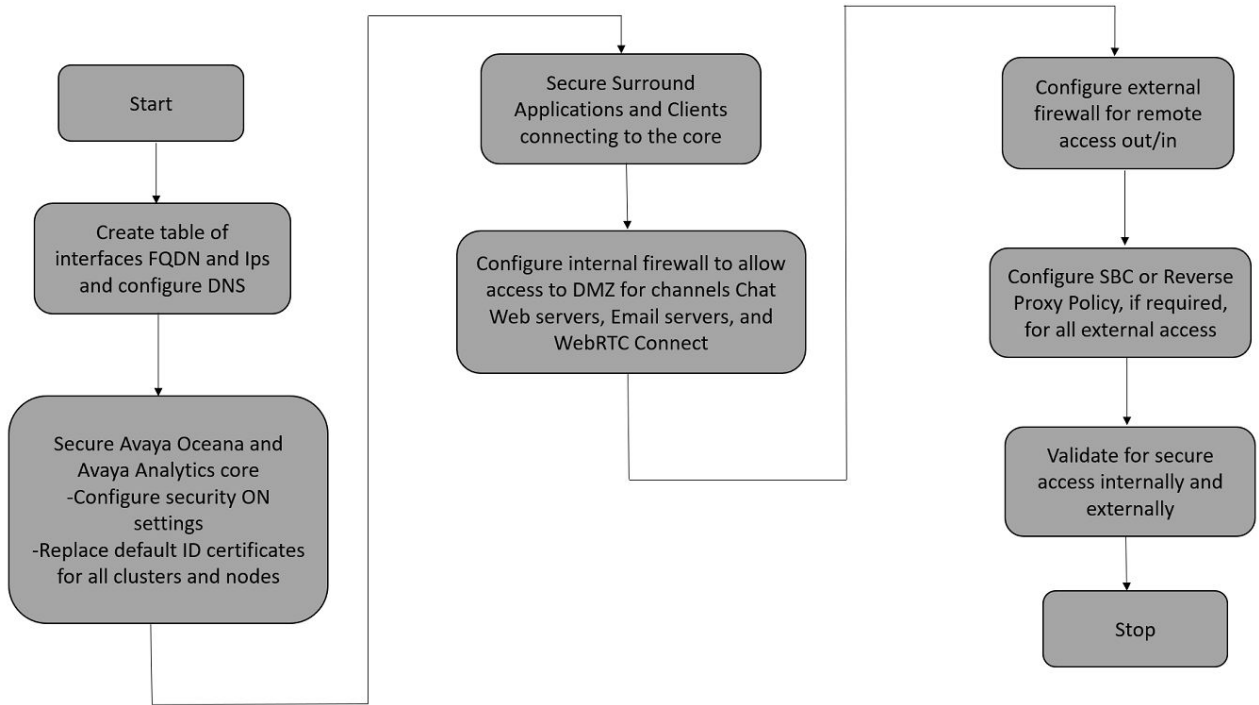 Start
Create table of
interfaces FQDN and Ips
and configure DNS
Secure Avaya Oceana and
Avaya Analytics core
-Configure security ON
settings
-Replace default ID certificates
for all clusters and nodes
Secure Surround
Applications and Clients
connecting to the core
Configure internal firewall to allow
access to DMZ for channels Chat
Web servers, Email servers, and
WebRTC Connect
Configure external
firewall for remote
access out/in
Configure SBC or Reverse
Proxy Policy, if required,
for all external access
Validate for secure
access internally and
externally
Stop